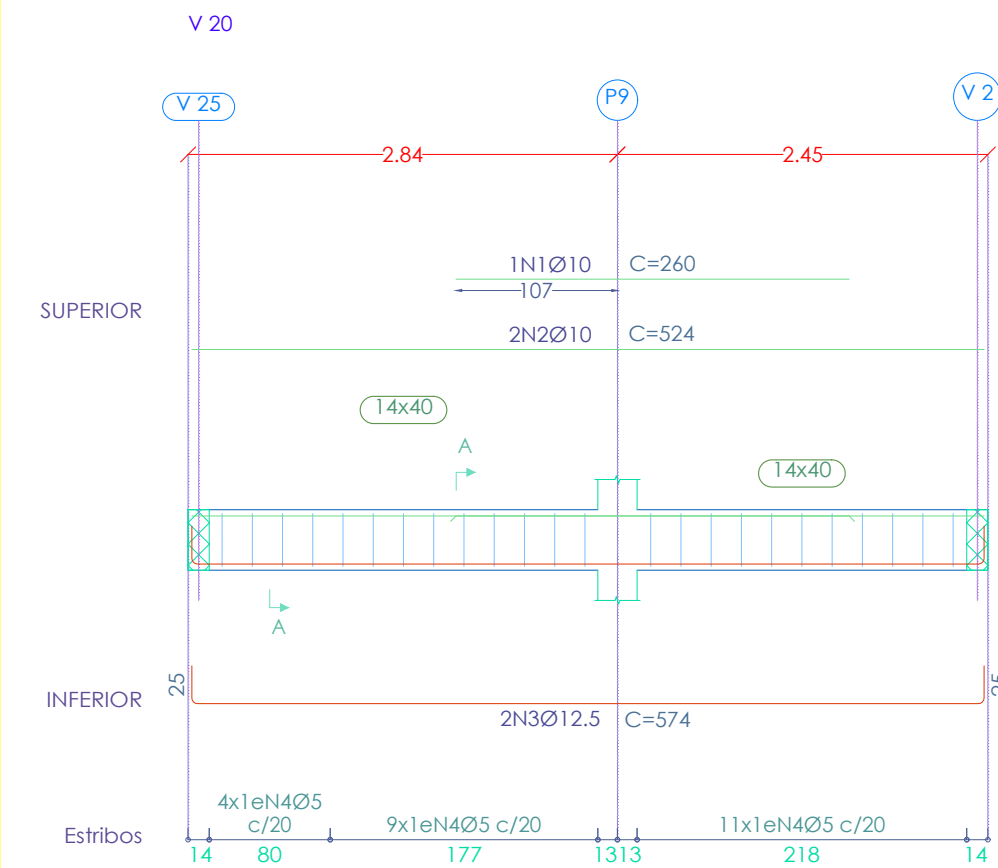 V 20
V 25
P9
V 2
2.84
2.45
1N1Ø10 C=260
107
SUPERIOR
2N2Ø10 C=524
14x40
A
14x40
A
25
25
INFERIOR
2N3Ø12.5 C=574
4x1eN4Ø5
c/20
9x1eN4Ø5 c/20
11x1eN4Ø5 c/20
Estribos
14 80 177 1313 218 14